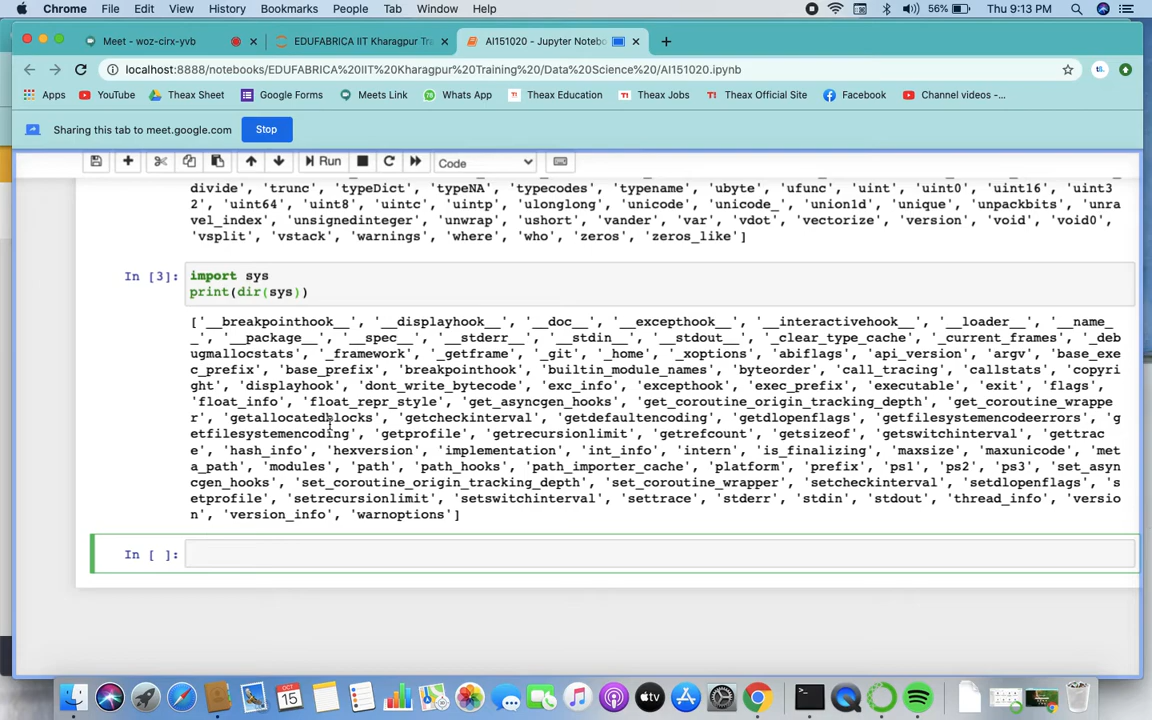 Chrome File Edit View History Bookmarks People Tab Window Help 56% Thu 9:13 PM
Meet - woz-cirx-yvb EDUFABRICA IIT Kharagpur Tra AI151020 - Jupyter Notebo
localhost:8888/notebooks/EDUFABRICA%20IIT%20Kharagpur%20Training/Data%20Science/AI151020.ipynb
Apps YouTube Theax Sheet Google Forms Meets Link Whats App Theax Education Theax Jobs Theax Official Site Facebook Channel videos -...
Sharing this tab to meet.google.com Stop
Run Code
divide', 'trunc', 'typeDict', 'typeNA', 'typecodes', 'typename', 'ubyte', 'ufunc', 'uint', 'uint0', 'uint16', 'uint3
2', 'uint64', 'uint8', 'uintc', 'uintp', 'ulonglong', 'unicode', 'unicode_', 'union1d', 'unique', 'unpackbits', 'unra
vel_index', 'unsignedinteger', 'unwrap', 'ushort', 'vander', 'var', 'vdot', 'vectorize', 'version', 'void', 'void0',
'vsplit', 'vstack', 'warnings', 'where', 'who', 'zeros', 'zeros_like']
In [3]: import sys
print(dir(sys))
['__breakpointhook__', '__displayhook__', '__doc__', '__excepthook__', '__interactivehook__', '__loader__', '__name_
_', '__package__', '__spec__', '__stderr__', '__stdin__', '__stdout__', '_clear_type_cache', '_current_frames', '_de
bugmallocstats', '_framework', '_getframe', '_git', '_home', '_xoptions', 'abiflags', 'api_version', 'argv', 'base_exe
c_prefix', 'base_prefix', 'breakpointhook', 'builtin_module_names', 'byteorder', 'call_tracing', 'callstats', 'copyri
ght', 'displayhook', 'dont_write_bytecode', 'exc_info', 'excepthook', 'exec_prefix', 'executable', 'exit', 'flags',
'float_info', 'float_repr_style', 'get_asyncgen_hooks', 'get_coroutine_origin_tracking_depth', 'get_coroutine_wrappe
r', 'getallocatedblocks', 'getcheckinterval', 'getdefaultencoding', 'getdlopenflags', 'getfilesystemencodeerrors', 'g
etfilesystemencoding', 'getprofile', 'getrecursionlimit', 'getrefcount', 'getsizeof', 'getswitchinterval', 'gettrac
e', 'hash_info', 'hexversion', 'implementation', 'int_info', 'intern', 'is_finalizing', 'maxsize', 'maxunicode', 'met
a_path', 'modules', 'path', 'path_hooks', 'path_importer_cache', 'platform', 'prefix', 'ps1', 'ps2', 'ps3', 'set_asyn
cgen_hooks', 'set_coroutine_origin_tracking_depth', 'set_coroutine_wrapper', 'setcheckinterval', 'setdlopenflags', 's
etprofile', 'setrecursionlimit', 'setswitchinterval', 'settrace', 'stderr', 'stdin', 'stdout', 'thread_info', 'versio
n', 'version_info', 'warnoptions']
In [ ]:
OCT
15
tv